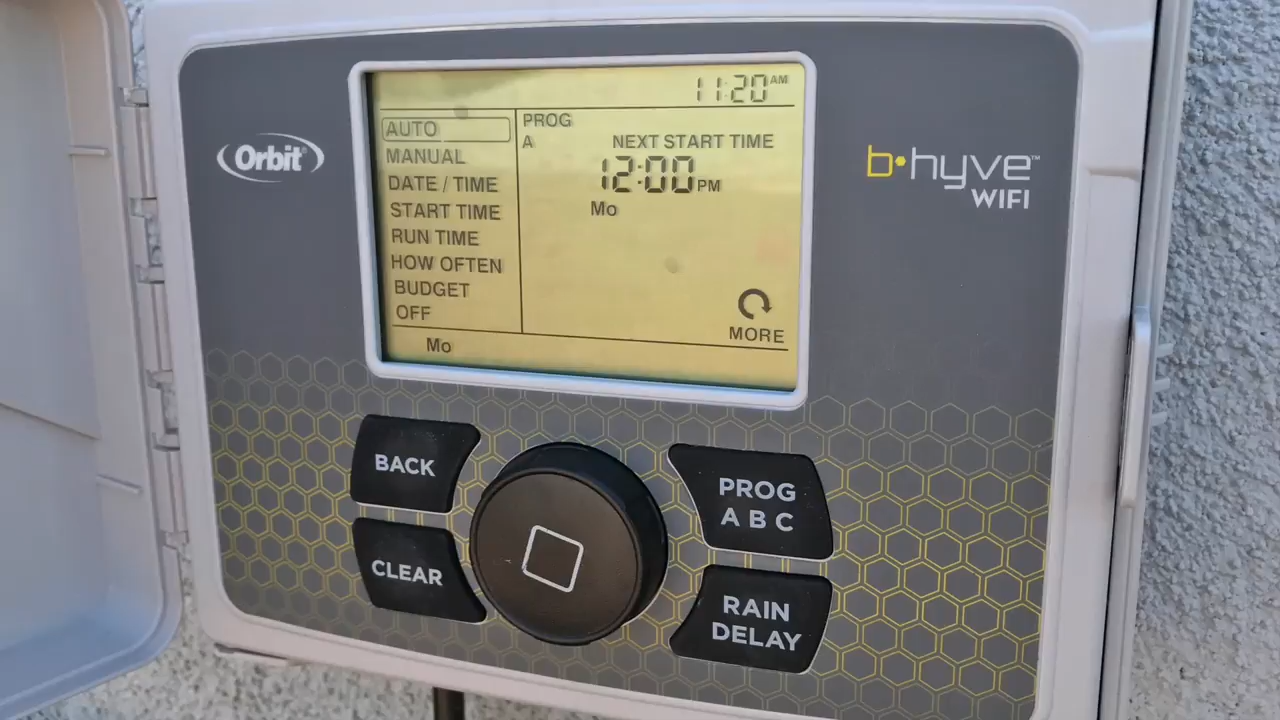 11:20 AM
AUTO
MANUAL
DATE / TIME
START TIME
RUN TIME
HOW OFTEN
BUDGET
OFF
Mo
PROG
A
NEXT START TIME
12:00 PM
Mo
MORE
Orbit®
b•hyve™
WIFI
BACK
CLEAR
PROG
A B C
RAIN
DELAY